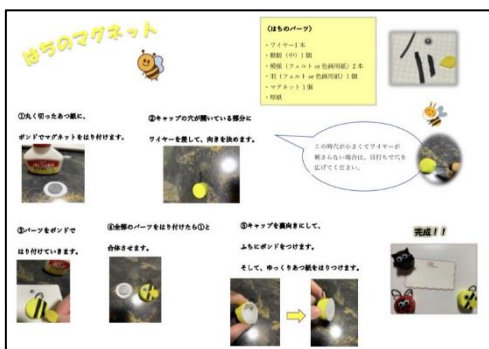 はちのマグネット
〈はちのパーツ〉
・ワイヤー1本
・動眼（中）1個
・模様（フェルト or 色画用紙）2本
・羽（フェルト or 色画用紙）1個
・マグネット1個
・厚紙
①丸く切ったあつ紙に、
ボンドでマグネットをはり付けます。
②キャップの穴が開いている部分に
ワイヤーを差して、向きを決めます。
この時穴が小さくてワイヤーが
刺さらない場合は、目打ちで穴を
広げてください。
③パーツをボンドで
はり付けていきます。
④全部のパーツをはり付けたら①と
合体させます。
⑤キャップを裏向きにして、
ふちにボンドをつけます。
そして、ゆっくりあつ紙をはりつけます。
完成！！